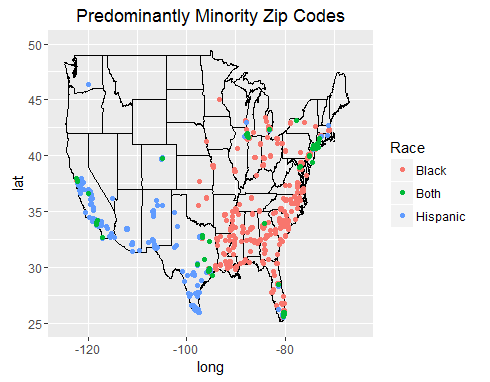 Predominantly Minority Zip Codes
50
45
40
35
30
25
lat
-120
-100
-80
long
Race
Black
Both
Hispanic